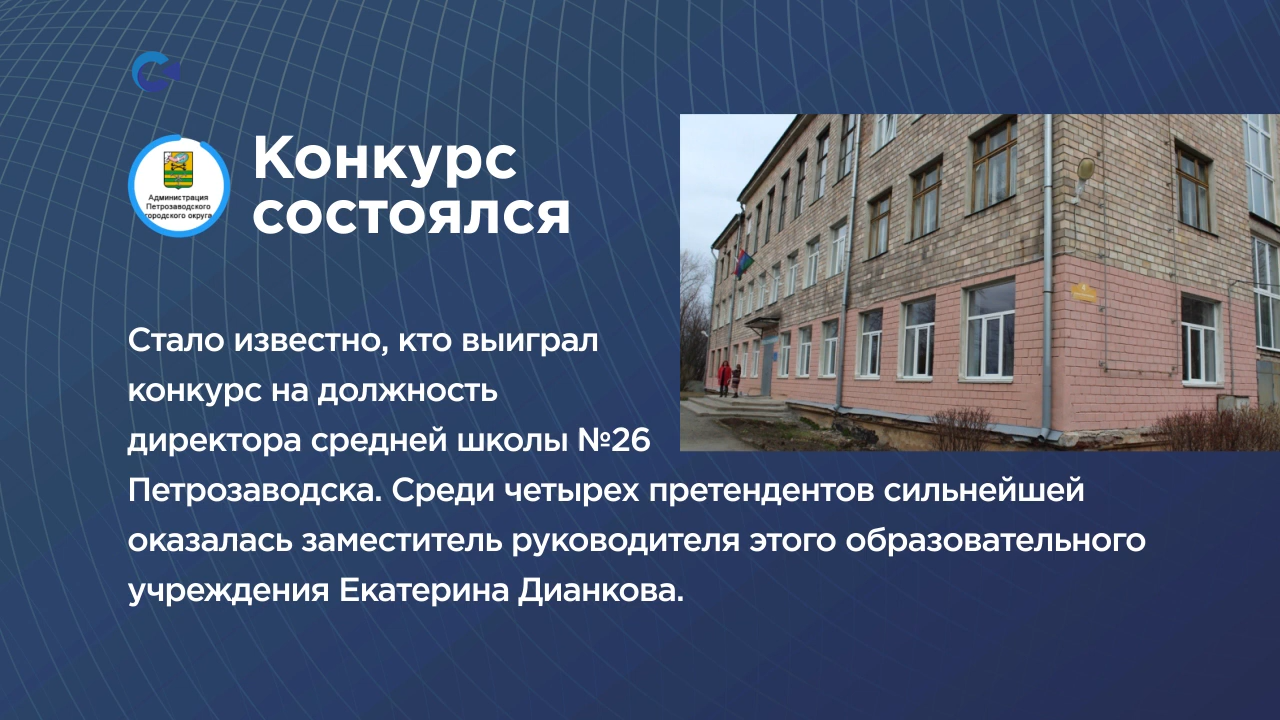 Администрация
Петрозаводского
городского округа
Конкурс
состоялся
Стало известно, кто выиграл
конкурс на должность
директора средней школы №26
Петрозаводска. Среди четырех претендентов сильнейшей
оказалась заместитель руководителя этого образовательного
учреждения Екатерина Дианкова.